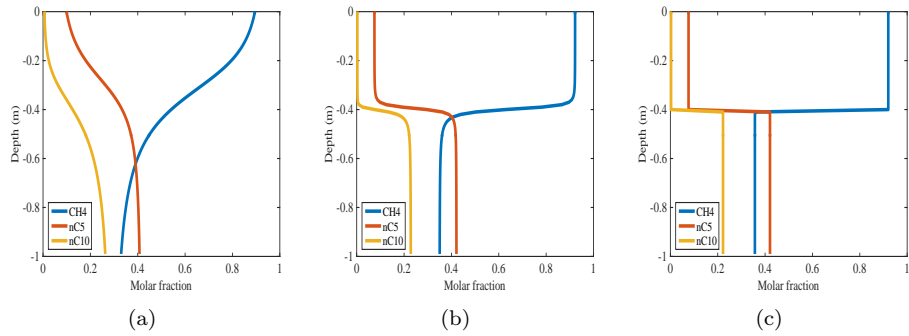 0
-0.2
-0.4
-0.6
-0.8
-1
Depth (m)
CH4
nC5
nC10
0 0.2 0.4 0.6 0.8 1
Molar fraction
(a)
0
-0.2
-0.4
-0.6
-0.8
-1
Depth (m)
CH4
nC5
nC10
0 0.2 0.4 0.6 0.8 1
Molar fraction
(b)
0
-0.2
-0.4
-0.6
-0.8
-1
Depth (m)
CH4
nC5
nC10
0 0.2 0.4 0.6 0.8 1
Molar fraction
(c)